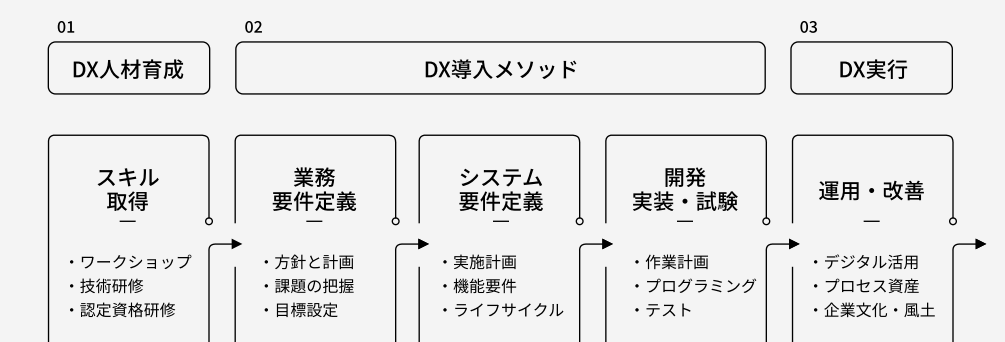 01
DX人材育成
02
DX導入メソッド
03
DX実行
スキル
取得
・ワークショップ
・技術研修
・認定資格研修
業務
要件定義
・方針と計画
・課題の把握
・目標設定
システム
要件定義
・実施計画
・機能要件
・ライフサイクル
開発
実装・試験
・作業計画
・プログラミング
・テスト
運用・改善
・デジタル活用
・プロセス資産
・企業文化・風土